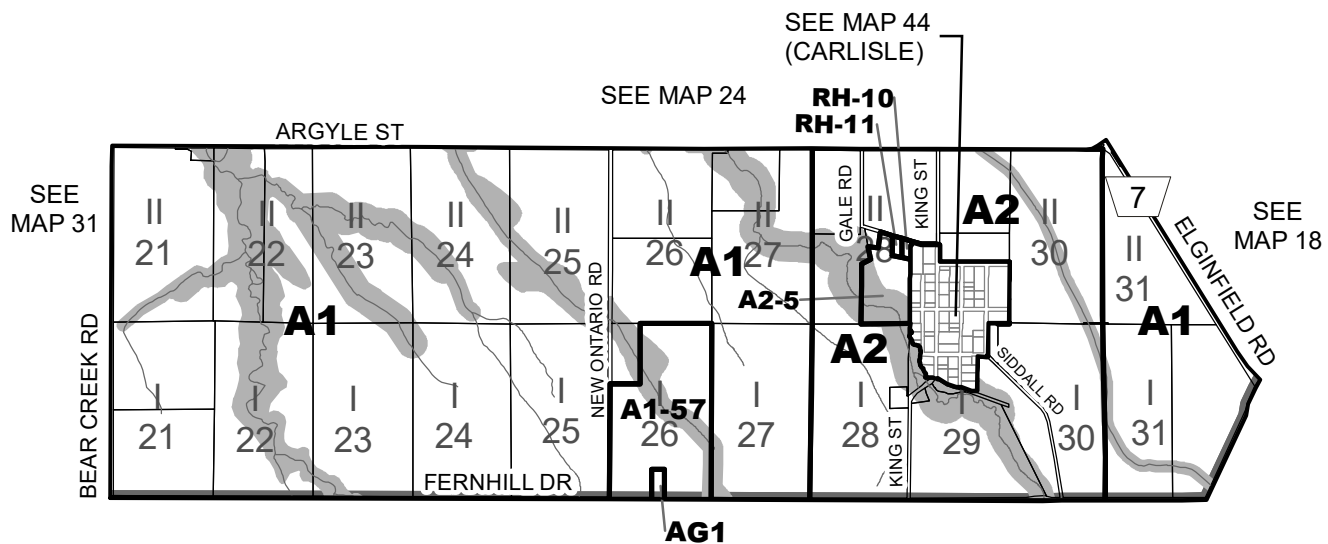 SEE MAP 44
(CARLISLE)
SEE MAP 24
RH-10
RH-11
ARGYLE ST
SEE
MAP 31
7
SEE
MAP 18
ELGINFIELD RD
GALE RD
KING ST
A2
II
21
II
22
II
23
II
24
II
25
II
26
II
27
II
28
II
30
II
31
A1
A1
A1
A2-5
A2
NEW ONTARIO RD
BEAR CREEK RD
SIDDALL RD
I
21
I
22
I
23
I
24
I
25
A1-57
I
26
I
27
I
28
KING ST
I
29
I
30
I
31
FERNHILL DR
AG1